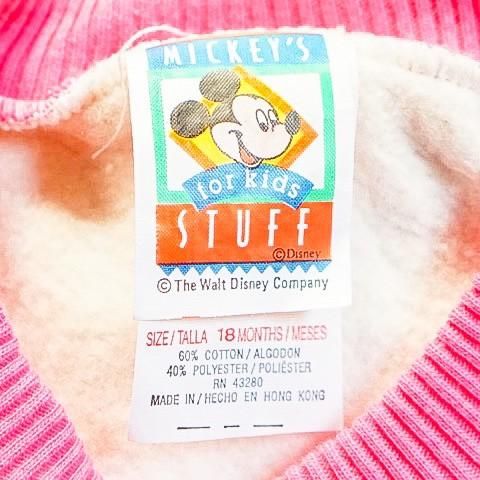 MICKEY'S
for kids
STUFF
©Disney
© The Walt Disney Company
SIZE/TALLA 18 MONTHS/MESES
60% COTTON/ALGODON
40% POLYESTER/POLIÉSTER
RN 43280
MADE IN/HECHO EN HONG KONG